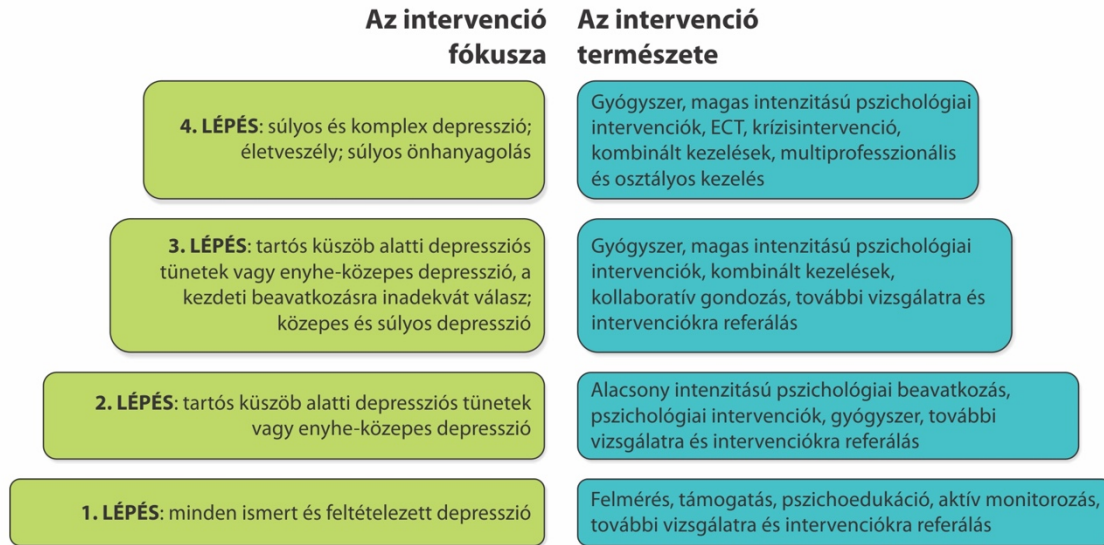 Az intervenció
fókusza
Az intervenció
természete
4. LÉPÉS: súlyos és komplex depresszió;
életveszély; súlyos önhanyagolás
Gyógyszer, magas intenzitású pszichológiai
intervenciók, ECT, krízisintervenció,
kombinált kezelések, multiprofesszionális
és osztályos kezelés
3. LÉPÉS: tartós küszöb alatti depressziós
tünetek vagy enyhe-közepes depresszió, a
kezdeti beavatkozásra inadekvát válasz;
közepes és súlyos depresszió
Gyógyszer, magas intenzitású pszichológiai
intervenciók, kombinált kezelések,
kollaboratív gondozás, további vizsgálatra és
intervenciókra referálás
2. LÉPÉS: tartós küszöb alatti depressziós tünetek
vagy enyhe-közepes depresszió
Alacsony intenzitású pszichológiai beavatkozás,
pszichológiai intervenciók, gyógyszer, további
vizsgálatra és intervenciókra referálás
1. LÉPÉS: minden ismert és feltételezett depresszió
Felmérés, támogatás, pszichoedukáció, aktív monitorozás,
további vizsgálatra és intervenciókra referálás